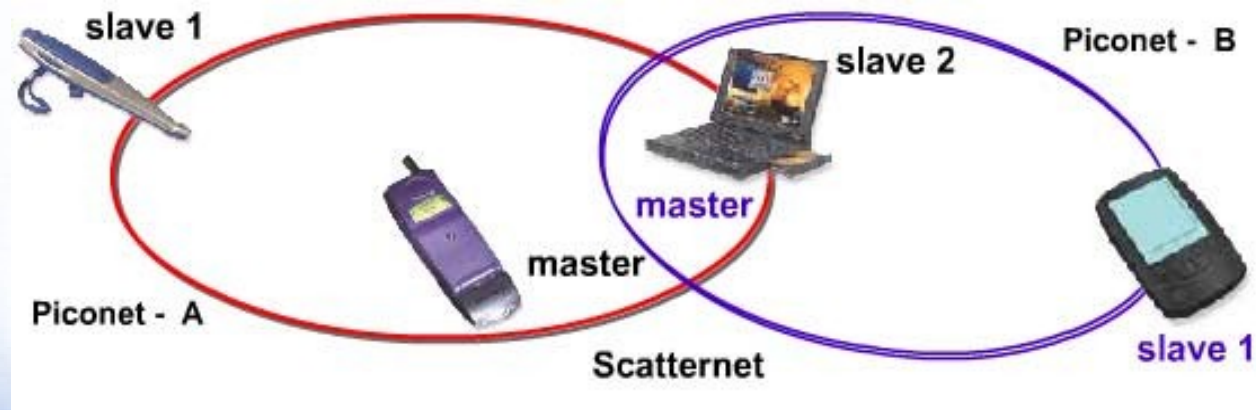 slave 1
Piconet - B
slave 2
master
master
Piconet - A
slave 1
Scatternet